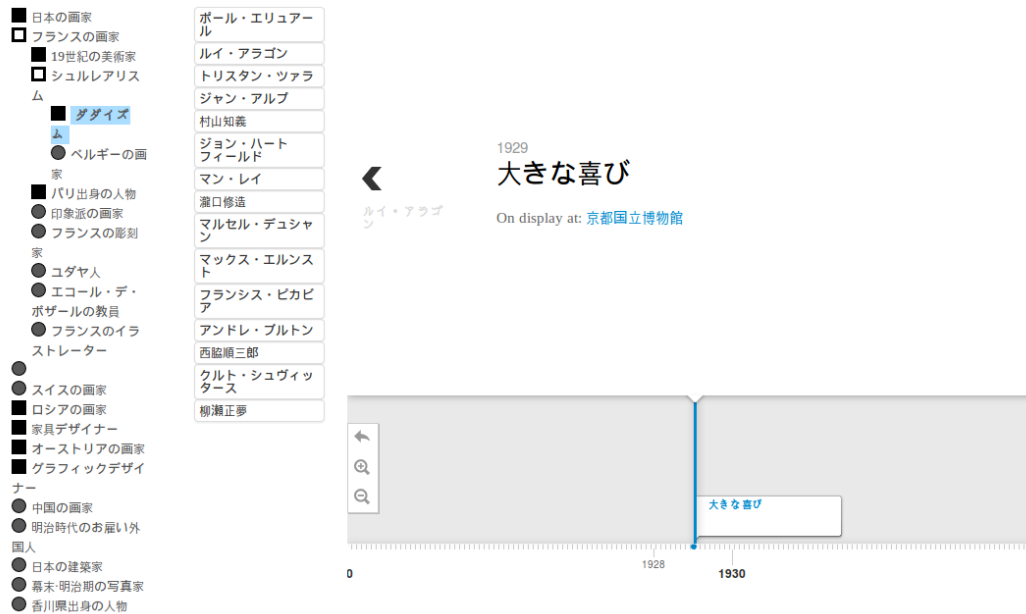 日本の画家
フランスの画家
19世紀の美術家
シュルレアリス
ム
ダダイズ
ム
ベルギーの画
家
パリ出身の人物
印象派の画家
フランスの彫刻
家
ユダヤ人
エコール・デ・
ボザールの教員
フランスのイラ
ストレーター
スイスの画家
ロシアの画家
家具デザイナー
オーストリアの画家
グラフィックデザイ
ナー
中国の画家
明治時代のお雇い外
国人
日本の建築家
幕末·明治期の写真家
香川県出身の人物
ポール・エリュアー
ル
ルイ・アラゴン
トリスタン・ツァラ
ジャン・アルプ
村山知義
ジョン・ハート
フィールド
マン・レイ
瀧口修造
マルセル・デュシャ
ン
マックス・エルンス
ト
フランシス・ピカビ
ア
アンドレ・ブルトン
西脇順三郎
クルト・シュヴィッ
タース
柳瀬正夢
ルイ・アラゴ
ン
1929
大きな喜び
On display at: 京都国立博物館
大きな喜び
1928
0
1930